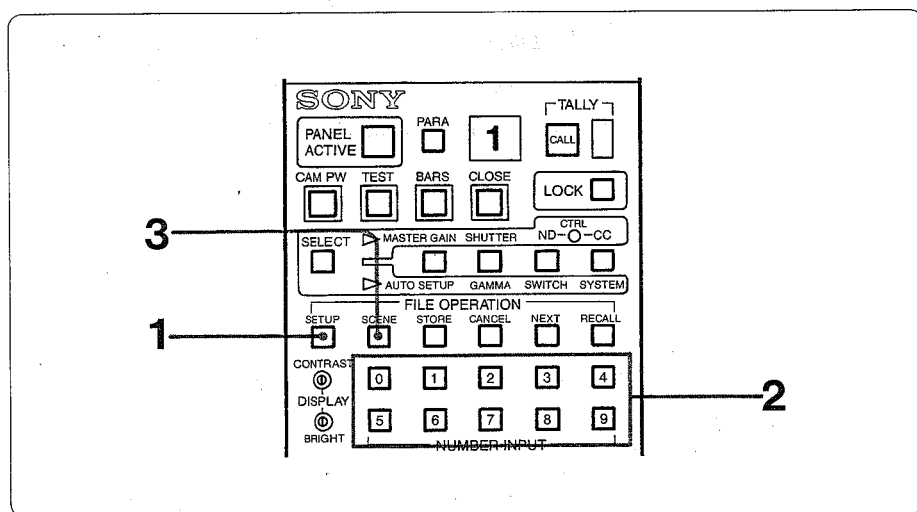 SONY
PANEL ACTIVE
PARA
1
TALLY
CALL
CAM PW TEST BARS CLOSE
LOCK
3
SELECT
MASTER GAIN SHUTTER
CTRL
ND CC
AUTO SETUP GAMMA SWITCH SYSTEM
FILE OPERATION
SETUP SCENE STORE CANCEL NEXT RECALL
1
CONTRAST
0 1 2 3 4
DISPLAY
2
5 6 7 8 9
BRIGHT
NUMBER INPUT